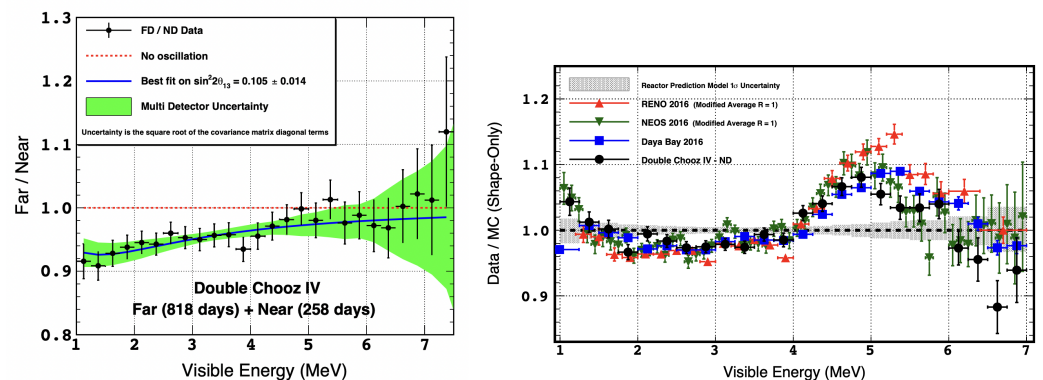 1.3
1.2
1.1
1.0
0.9
0.8
Far / Near
FD / ND Data
No oscillation
Best fit on sin²2θ₁₃ = 0.105 ± 0.014
Multi Detector Uncertainty
Uncertainty is the square root of the covariance matrix diagonal terms
Double Chooz IV
Far (818 days) + Near (258 days)
1 2 3 4 5 6 7
Visible Energy (MeV)
1.2
1.1
1.0
0.9
Data / MC (Shape-Only)
Reactor Prediction Model 1σ Uncertainty
RENO 2016 (Modified Average R = 1)
NEOS 2016 (Modified Average R = 1)
Daya Bay 2016
Double Chooz IV - ND
1 2 3 4 5 6 7
Visible Energy (MeV)